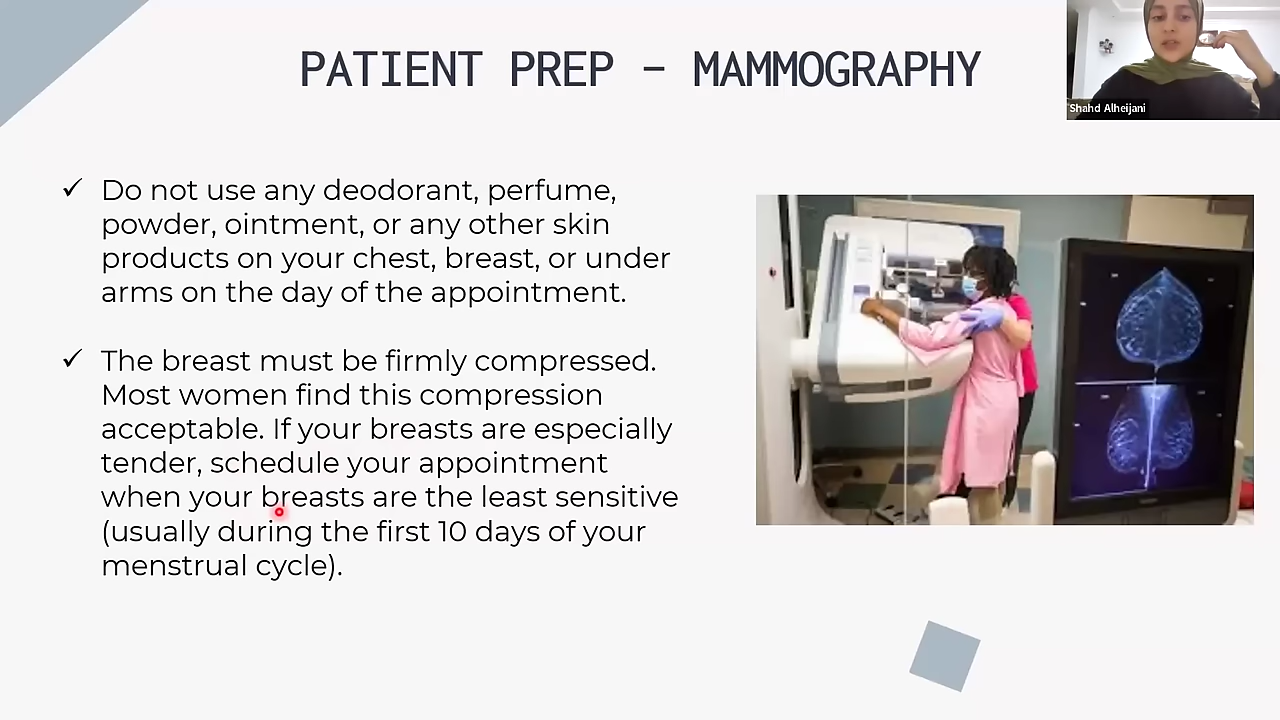 PATIENT PREP - MAMMOGRAPHY
Shahd Alheijani
✓ Do not use any deodorant, perfume,
powder, ointment, or any other skin
products on your chest, breast, or under
arms on the day of the appointment.
✓ The breast must be firmly compressed.
Most women find this compression
acceptable. If your breasts are especially
tender, schedule your appointment
when your breasts are the least sensitive
(usually during the first 10 days of your
menstrual cycle).